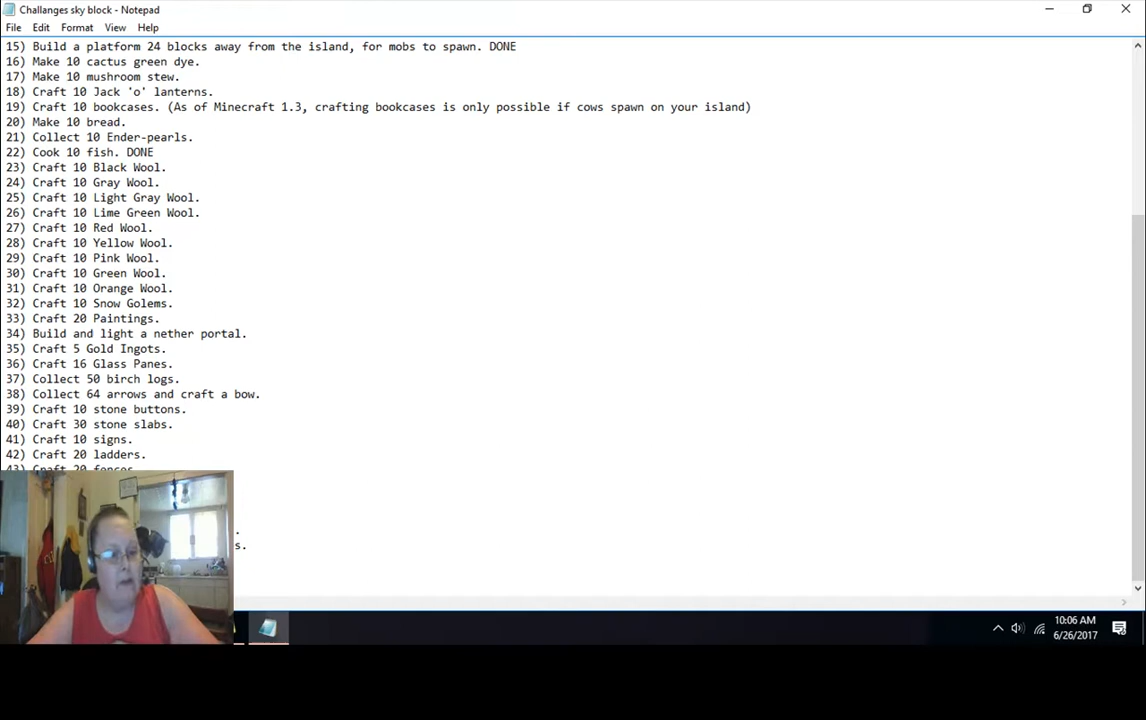 Challanges sky block - Notepad
File Edit Format View Help
15) Build a platform 24 blocks away from the island, for mobs to spawn. DONE
16) Make 10 cactus green dye.
17) Make 10 mushroom stew.
18) Craft 10 Jack 'o' lanterns.
19) Craft 10 bookcases. (As of Minecraft 1.3, crafting bookcases is only possible if cows spawn on your island)
20) Make 10 bread.
21) Collect 10 Ender-pearls.
22) Cook 10 fish. DONE
23) Craft 10 Black Wool.
24) Craft 10 Gray Wool.
25) Craft 10 Light Gray Wool.
26) Craft 10 Lime Green Wool.
27) Craft 10 Red Wool.
28) Craft 10 Yellow Wool.
29) Craft 10 Pink Wool.
30) Craft 10 Green Wool.
31) Craft 10 Orange Wool.
32) Craft 10 Snow Golems.
33) Craft 20 Paintings.
34) Build and light a nether portal.
35) Craft 5 Gold Ingots.
36) Craft 16 Glass Panes.
37) Collect 50 birch logs.
38) Collect 64 arrows and craft a bow.
39) Craft 10 stone buttons.
40) Craft 30 stone slabs.
41) Craft 10 signs.
42) Craft 20 ladders.
43) Craft 20 fences.
.
s.
10:06 AM
6/26/2017